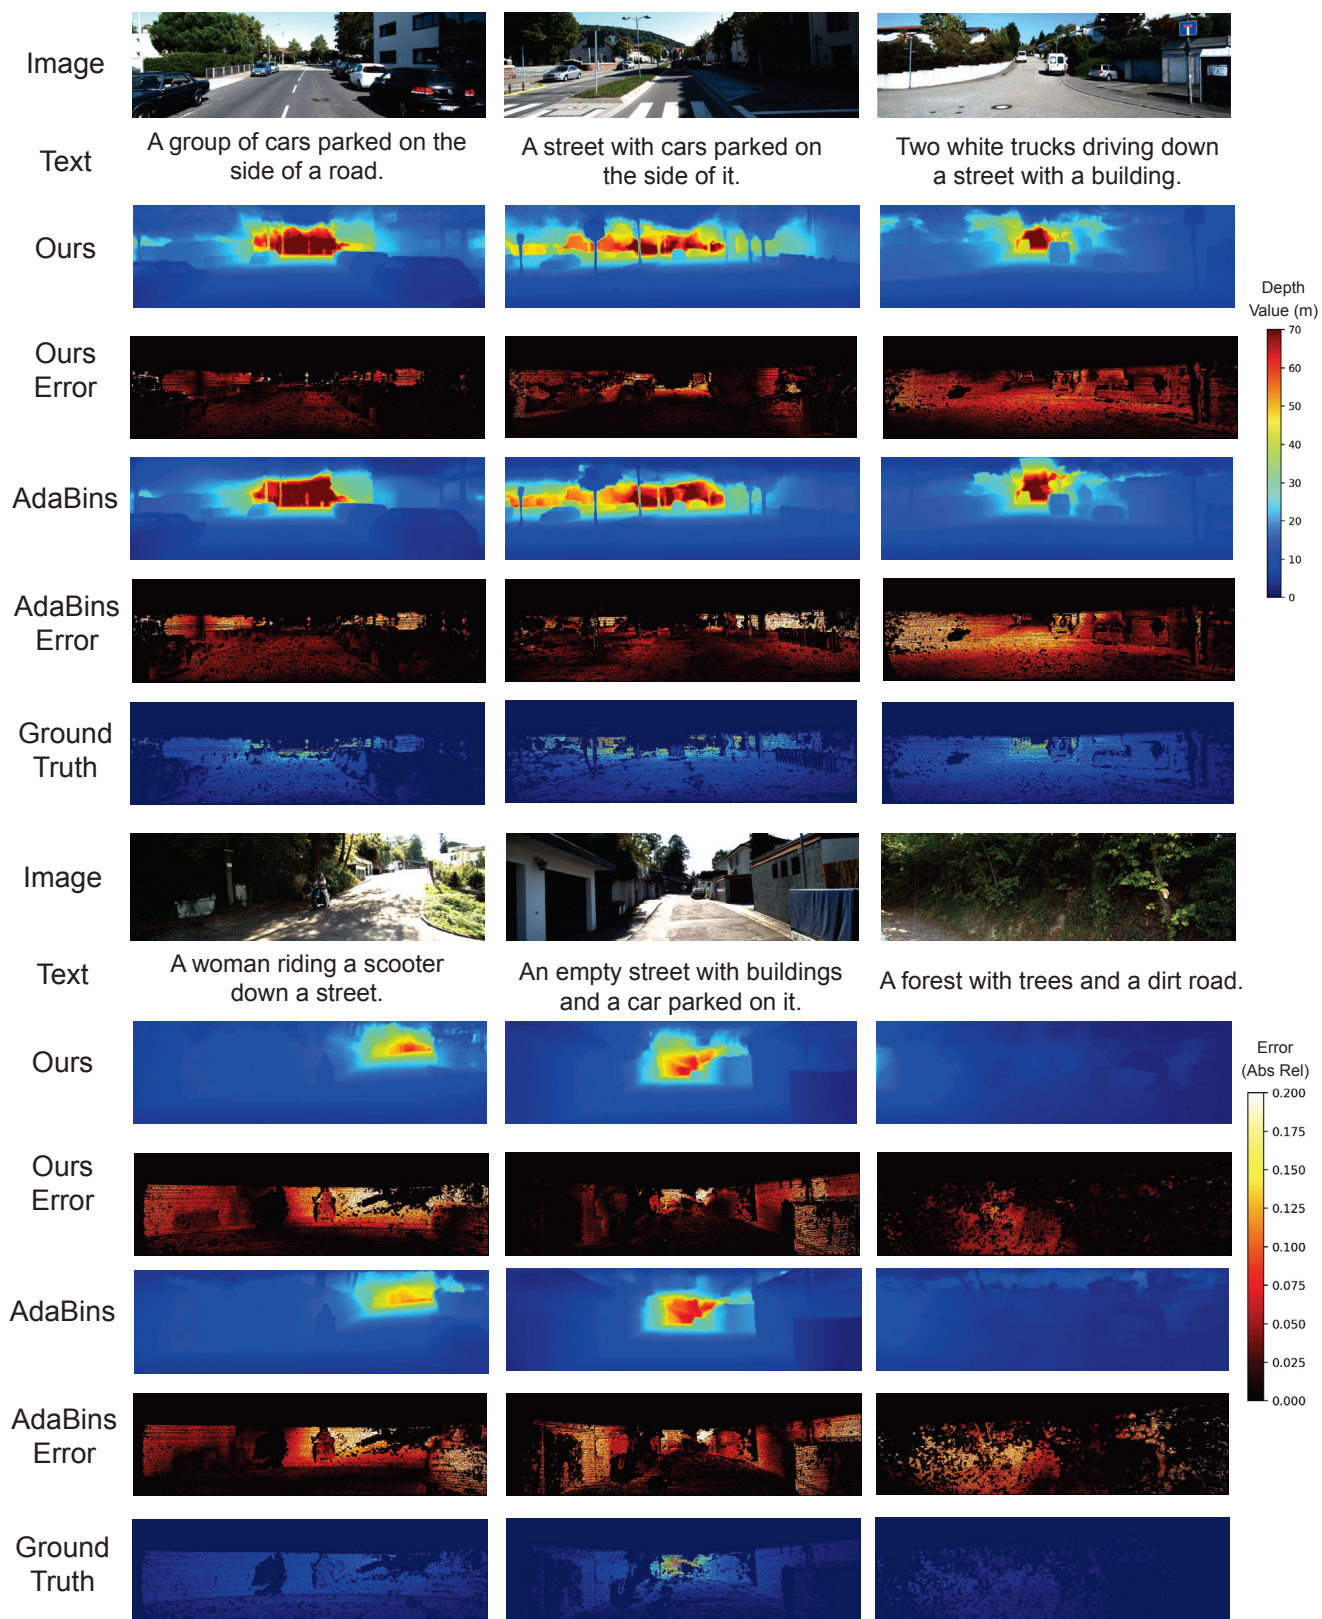 Image
Text
A group of cars parked on the
side of a road.
A street with cars parked on
the side of it.
Two white trucks driving down
a street with a building.
Ours
Ours
Error
AdaBins
AdaBins
Error
Ground
Truth
Depth
Value (m)
70
60
50
40
30
20
10
0
Image
Text
A woman riding a scooter
down a street.
An empty street with buildings
and a car parked on it.
A forest with trees and a dirt road.
Ours
Ours
Error
AdaBins
AdaBins
Error
Ground
Truth
Error
(Abs Rel)
0.200
0.175
0.150
0.125
0.100
0.075
0.050
0.025
0.000